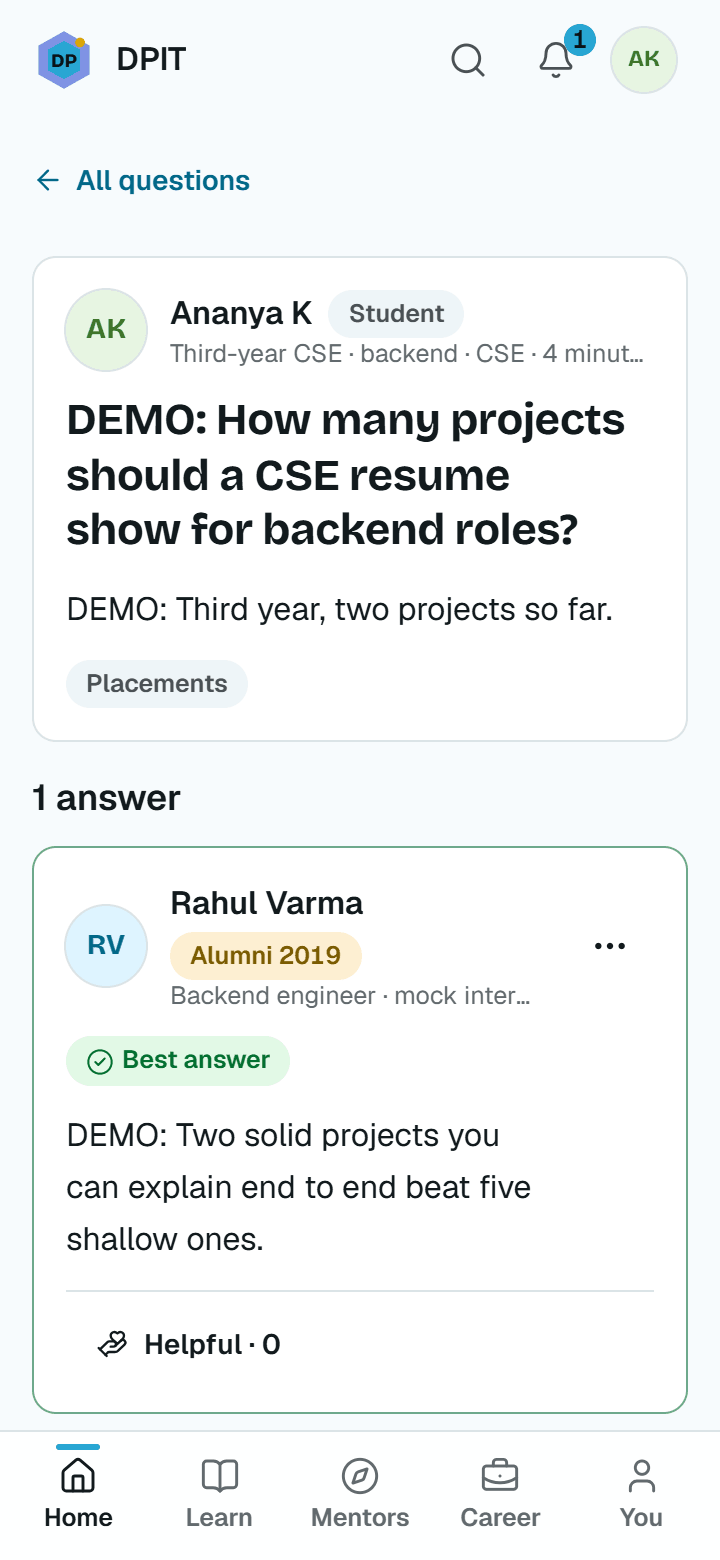 DP DPIT 1 AK
All questions
AK Ananya K Student
Third-year CSE · backend · CSE · 4 minut...
DEMO: How many projects
should a CSE resume
show for backend roles?
DEMO: Third year, two projects so far.
Placements
1 answer
Rahul Varma
RV Alumni 2019
Backend engineer · mock inter...
Best answer
DEMO: Two solid projects you
can explain end to end beat five
shallow ones.
Helpful · 0
Home Learn Mentors Career You